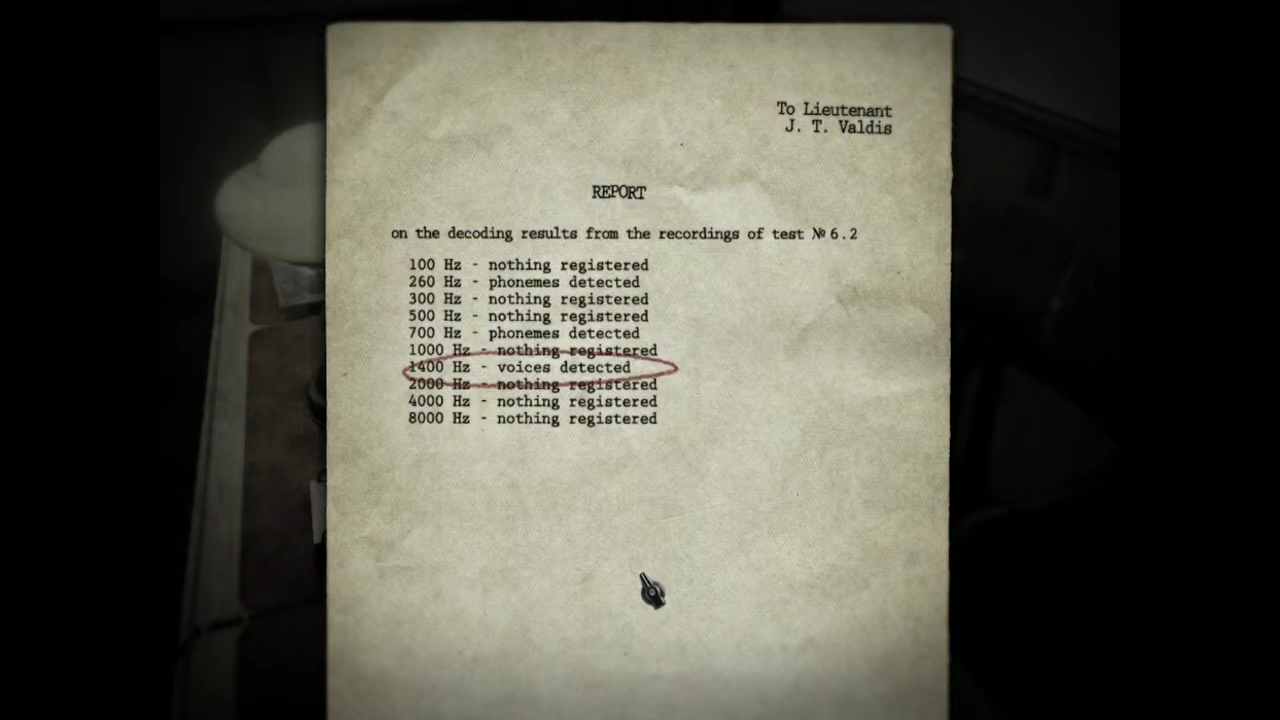 To Lieutenant
J. T. Valdis
REPORT
on the decoding results from the recordings of test № 6.2
100 Hz - nothing registered
260 Hz - phonemes detected
300 Hz - nothing registered
500 Hz - nothing registered
700 Hz - phonemes detected
1000 Hz - nothing registered
1400 Hz - voices detected
2000 Hz - nothing registered
4000 Hz - nothing registered
8000 Hz - nothing registered